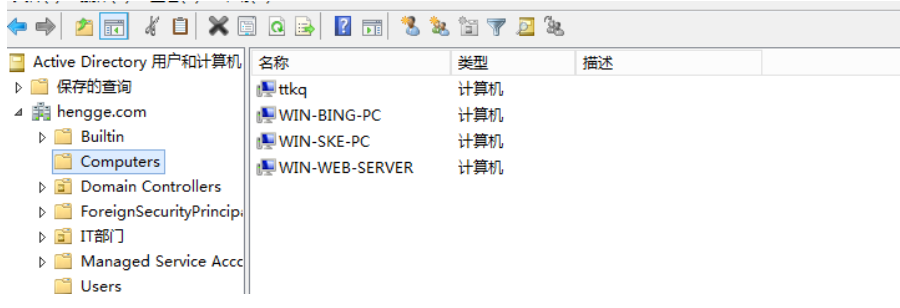 Active Directory 用户和计算机
保存的查询
hengge.com
Builtin
Computers
Domain Controllers
ForeignSecurityPrincip
IT部门
Managed Service Acc
Users
名称 类型 描述
ttkq 计算机
WIN-BING-PC 计算机
WIN-SKE-PC 计算机
WIN-WEB-SERVER 计算机